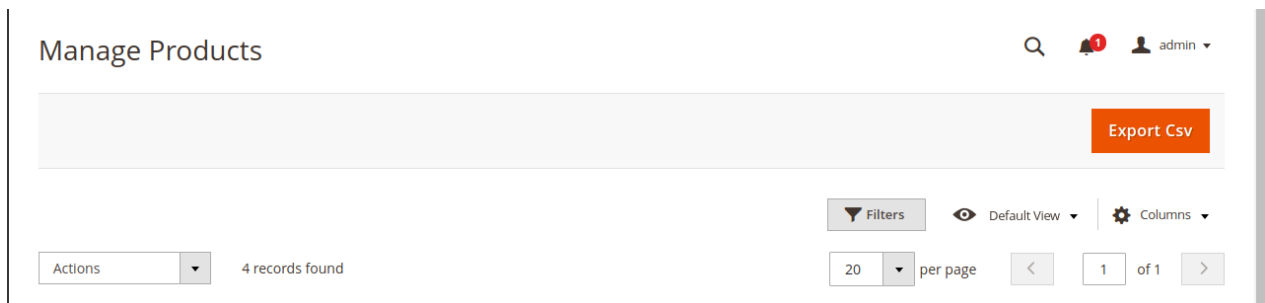 Manage Products
1
admin
Export Csv
Filters
Default View
Columns
Actions
4 records found
20 per page
1 of 1